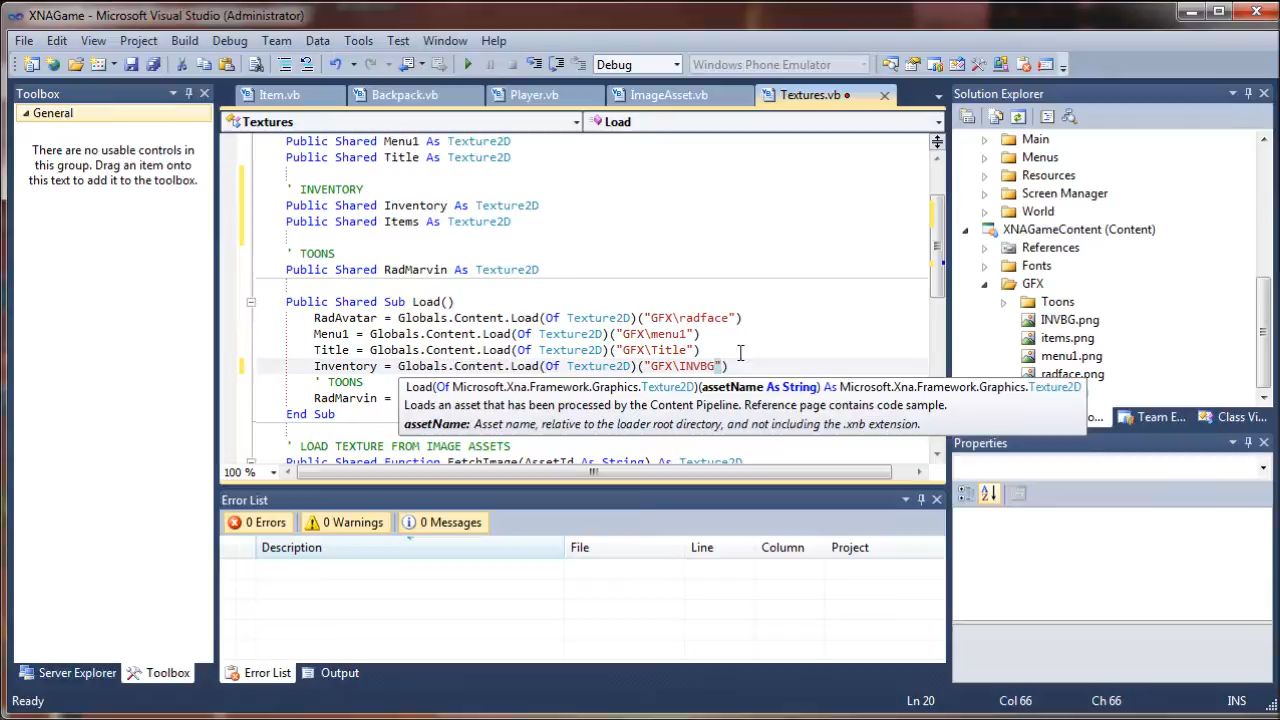 XNAGame - Microsoft Visual Studio (Administrator)
File Edit View Project Build Debug Team Data Tools Test Window Help
Debug Windows Phone Emulator
Toolbox
General
There are no usable controls in
this group. Drag an item onto
this text to add it to the toolbox.
Server Explorer Toolbox
Item.vb Backpack.vb Player.vb ImageAsset.vb Textures.vb
Textures Load
Public Shared Menu1 As Texture2D
Public Shared Title As Texture2D
' INVENTORY
Public Shared Inventory As Texture2D
Public Shared Items As Texture2D
' TOONS
Public Shared RadMarvin As Texture2D
Public Shared Sub Load()
RadAvatar = Globals.Content.Load(Of Texture2D)("GFX\radface")
Menu1 = Globals.Content.Load(Of Texture2D)("GFX\menu1")
Title = Globals.Content.Load(Of Texture2D)("GFX\Title")
Inventory = Globals.Content.Load(Of Texture2D)("GFX\INVBG")
' TOONS
RadMarvin =
End Sub
Load(Of Microsoft.Xna.Framework.Graphics.Texture2D)(assetName As String) As Microsoft.Xna.Framework.Graphics.Texture2D
Loads an asset that has been processed by the Content Pipeline. Reference page contains code sample.
assetName: Asset name, relative to the loader root directory, and not including the .xnb extension.
' LOAD TEXTURE FROM IMAGE ASSETS
Public Shared Function FetchImage(AssetId As String) As Texture2D
100 %
Error List
0 Errors 0 Warnings 0 Messages
Description File Line Column Project
Error List Output
Solution Explorer
Main
Menus
Resources
Screen Manager
World
XNAGameContent (Content)
References
Fonts
GFX
Toons
INVBG.png
items.png
menu1.png
radface.png
Team E... Class Vi...
Properties
Ready Ln 20 Col 66 Ch 66 INS